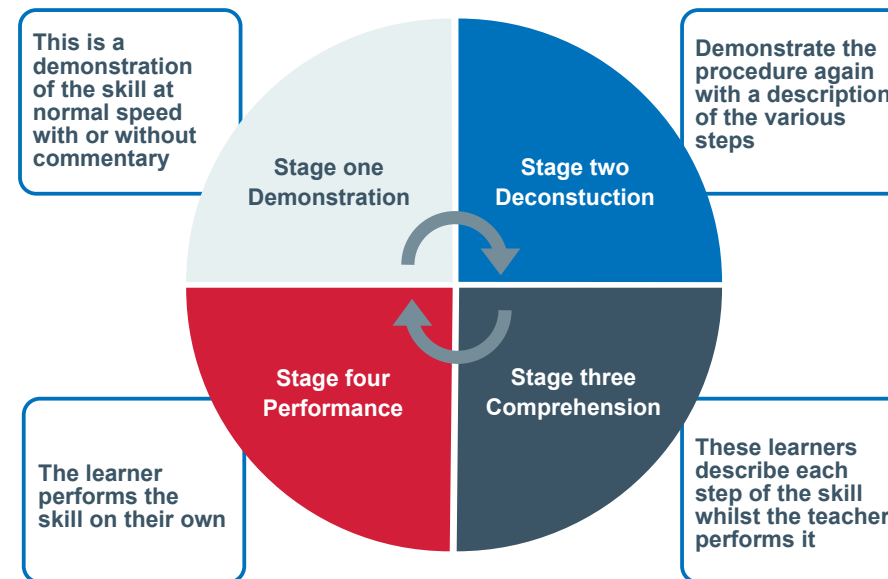 This is a
demonstration
of the skill at
normal speed
with or without
commentary
Stage one
Demonstration
Demonstrate the
procedure again
with a description
of the various
steps
Stage two
Deconstuction
Stage four
Performance
The learner
performs the
skill on their own
Stage three
Comprehension
These learners
describe each
step of the skill
whilst the teacher
performs it